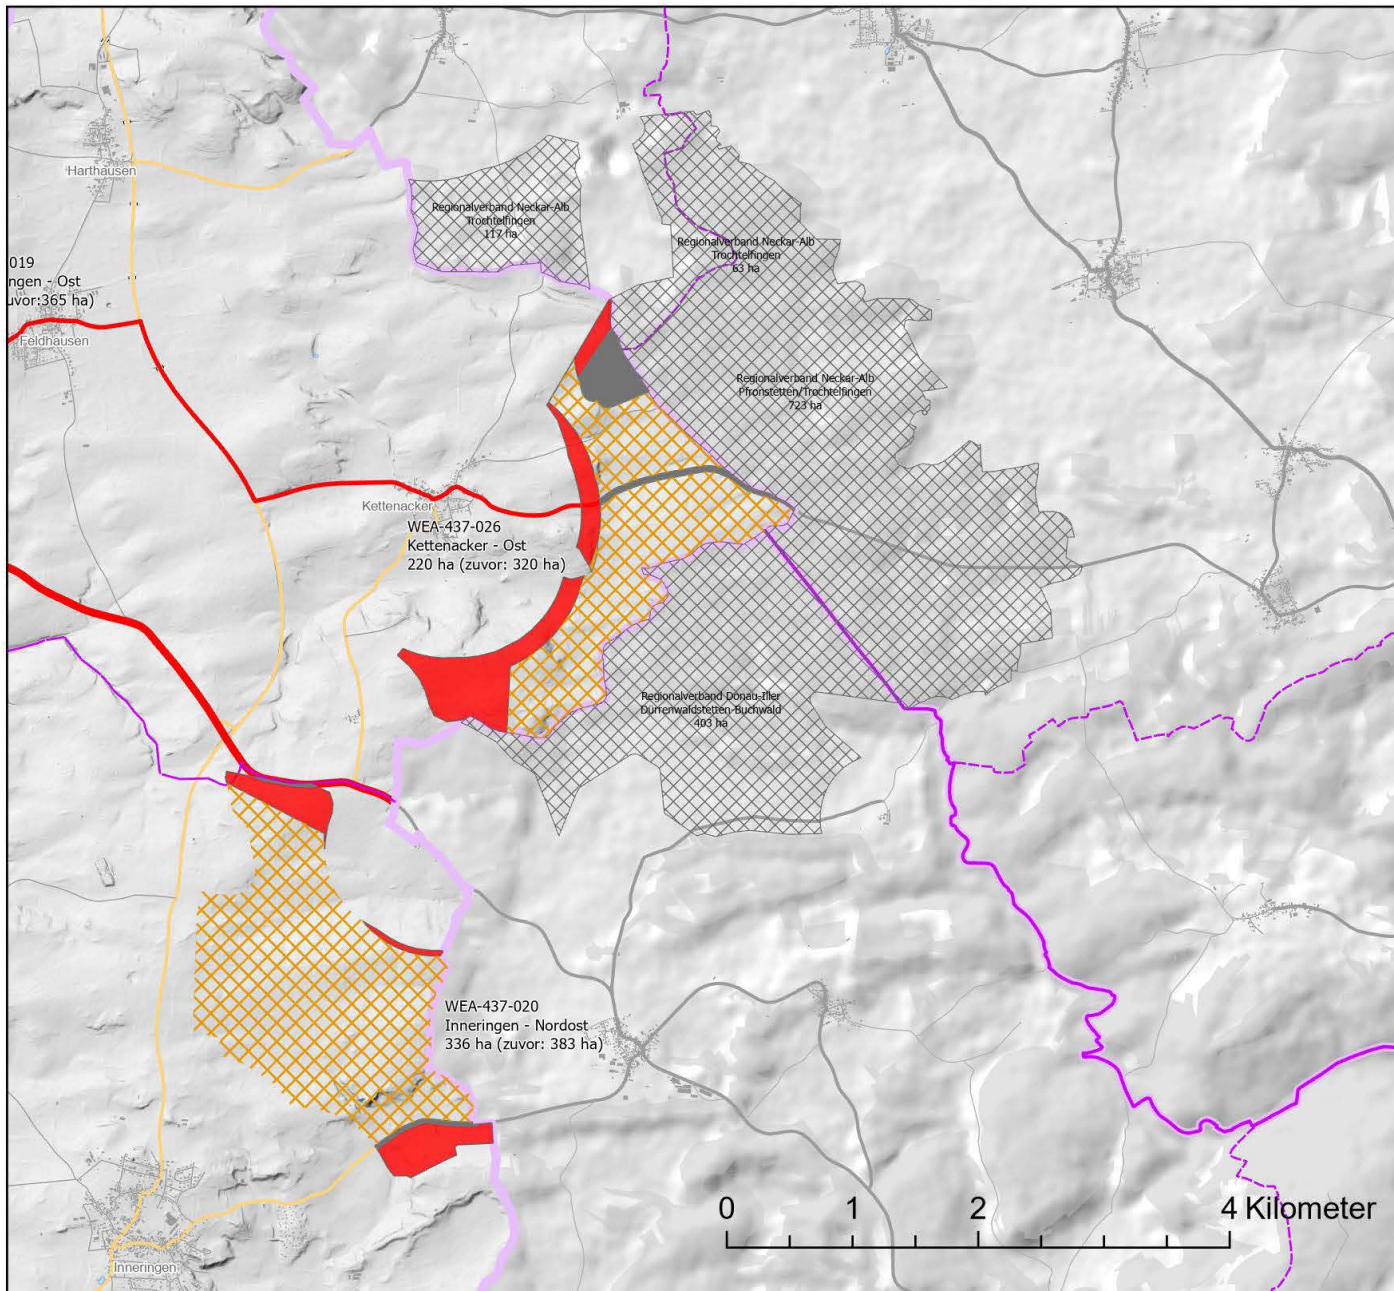 Harthausen
Regionalverband Neckar-Alb
Trochtelfingen
117 ha
Regionalverband Neckar-Alb
Trochtelfingen
63 ha
019
ngen - Ost
uvor:365 ha)
Feldhausen
Regionalverband Neckar-Alb
Pfronstetten/Trochtelfingen
723 ha
Kettenacker
WEA-437-026
Kettenacker - Ost
220 ha (zuvor: 320 ha)
Regionalverband Donau-Iller
Dürrenwaldstetten-Buchwald
403 ha
WEA-437-020
Inneringen - Nordost
336 ha (zuvor: 383 ha)
0 1 2 4 Kilometer
Inneringen